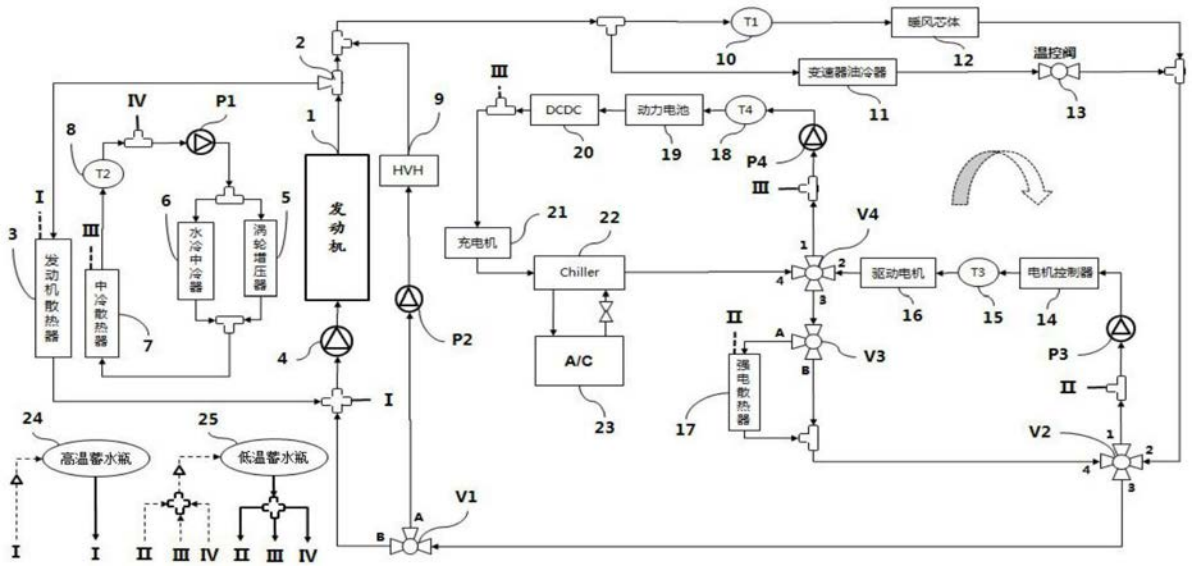 T1
10
暖风芯体
12
2
变速器油冷器
11
温控阀
13
III
IV
P1
1
9
DCDC
20
动力电池
19
T4
18
P4
8
T2
HVH
III
I
III
6
5
发动机
21
22
V4
3
发动机散热器
水冷中冷器
涡轮增压器
充电机
Chiller
1
2
4
3
驱动电机
16
T3
15
电机控制器
14
中冷散热器
7
P2
II
A
B
V3
P3
4
A/C
23
强电散热器
17
II
I
24
高温蓄水瓶
25
低温蓄水瓶
V2
1
2
4
3
A
B
V1
I
I
II
III
IV
II
III
IV